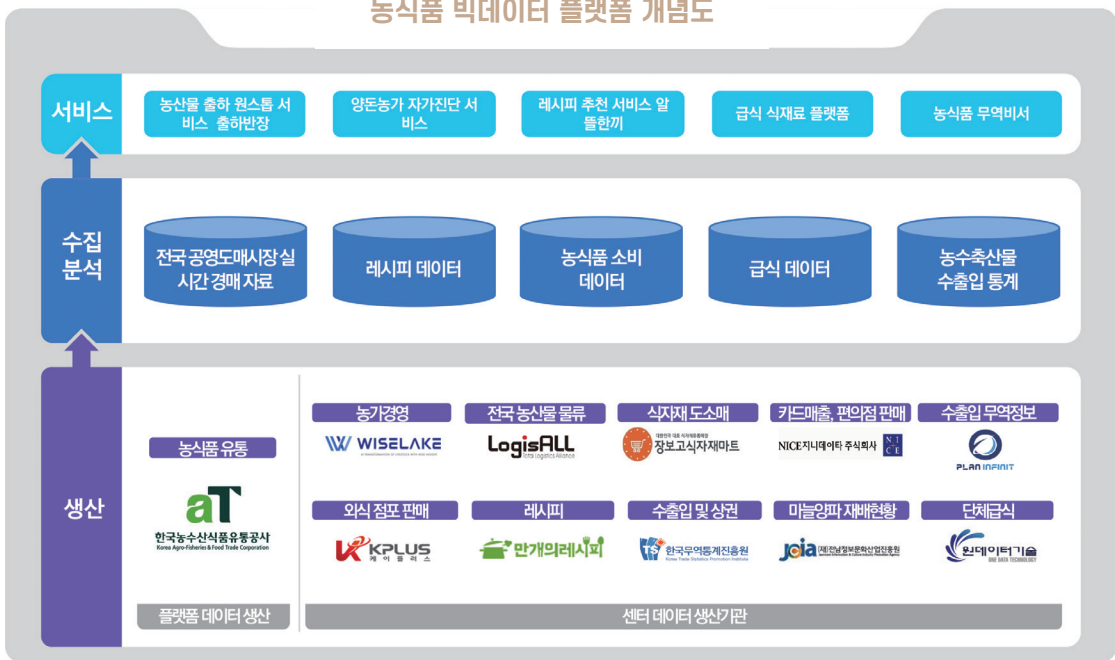 농식품 빅데이터 플랫폼 개념도
서비스
농산물 출하 원스톱 서
비스 출하반장
양돈농가 자가진단 서
비스
레시피 추천 서비스 알
뜰한끼
급식 식재료 플랫폼
농식품 무역비서
수집
분석
전국 공영도매시장 실
시간 경매 자료
레시피 데이터
농식품 소비
데이터
급식 데이터
농수축산물
수출입 통계
생산
농식품 유통
aT
한국농수산식품유통공사
Korea Agro-Fisheries & Food Trade Corporation
플랫폼 데이터 생산
농가경영
WISELAKE
전국 농산물 물류
LogisALL
Total Logistics Alliance
식자재 도소매
대한민국 대표 식자재유통매장
장보고식자재마트
카드매출, 편의점 판매
NICE지니데이타 주식회사
NICE
수출입 무역정보
PLAN INFINIT
외식 점포 판매
KPLUS
케이플러스
레시피
만개의레시피
수출입 및 상권
TS
한국무역통계진흥원
Korea Trade Statistics Promotion Institute
마늘양파 재배현황
jcia (재)전남정보문화산업진흥원
단체급식
원데이터기술
ONE DATA TECHNOLOGY
센터 데이터 생산기관